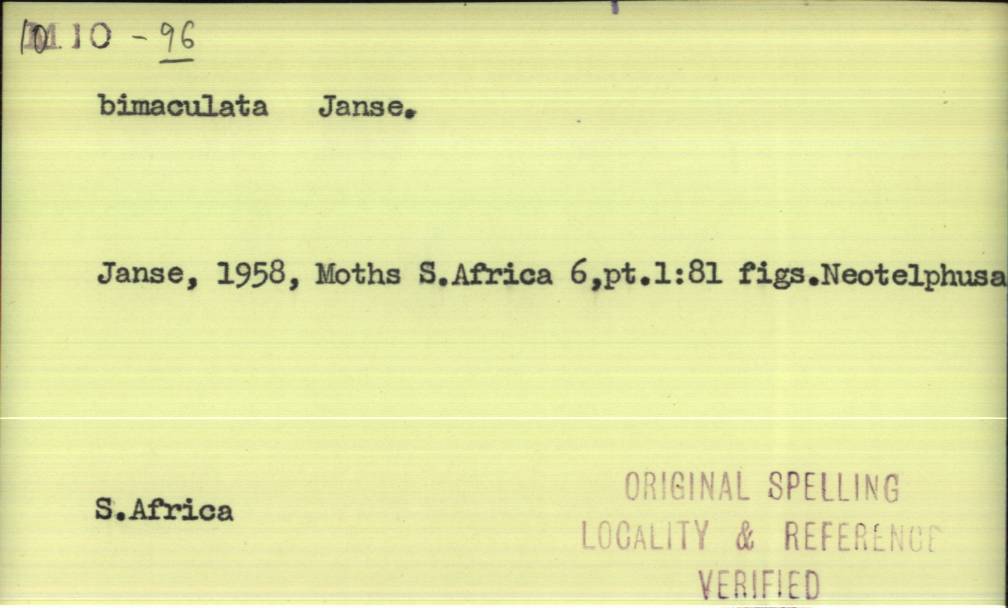 10 - 96
bimaculata Janse.
Janse, 1958, Moths S.Africa 6,pt.1:81 figs.Neotelphusa
S.Africa
ORIGINAL SPELLING
LOCALITY & REFERENCE
VERIFIED